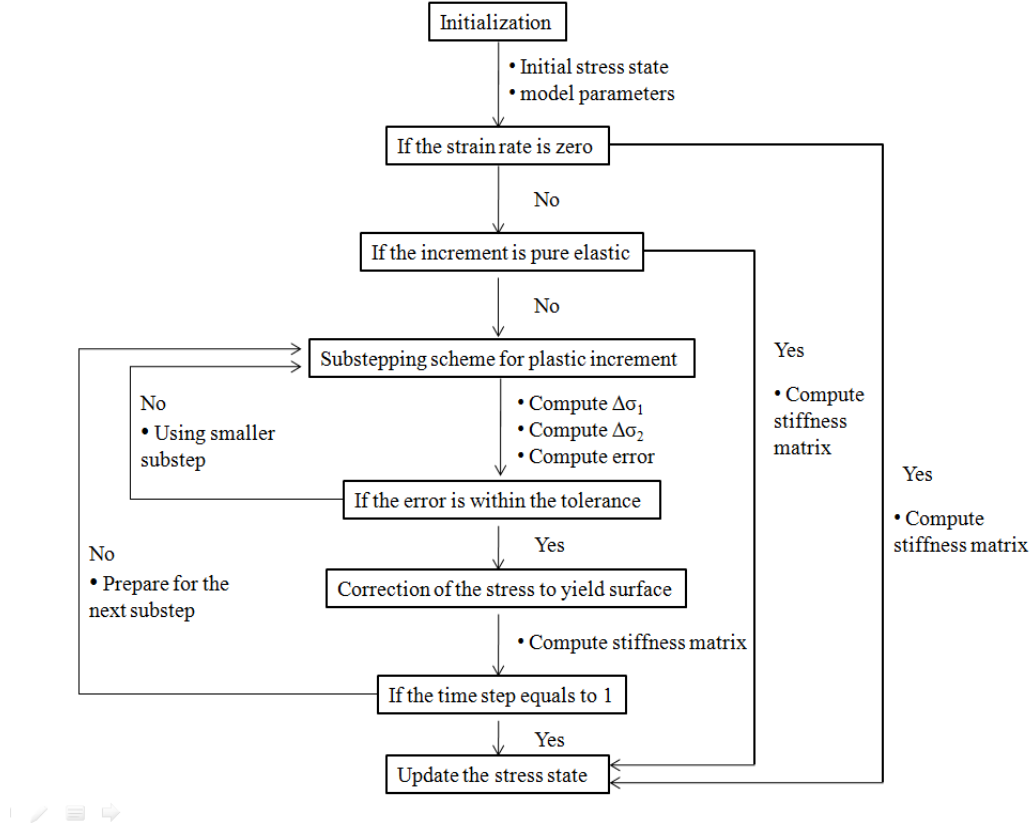 Initialization
• Initial stress state
• model parameters
If the strain rate is zero
No
If the increment is pure elastic
No
Yes
• Compute
stiffness
matrix
Yes
• Compute
stiffness matrix
Substepping scheme for plastic increment
No
• Using smaller
substep
• Compute Δσ₁
• Compute Δσ₂
• Compute error
If the error is within the tolerance
Yes
No
• Prepare for the
next substep
Correction of the stress to yield surface
• Compute stiffness matrix
If the time step equals to 1
Yes
Update the stress state